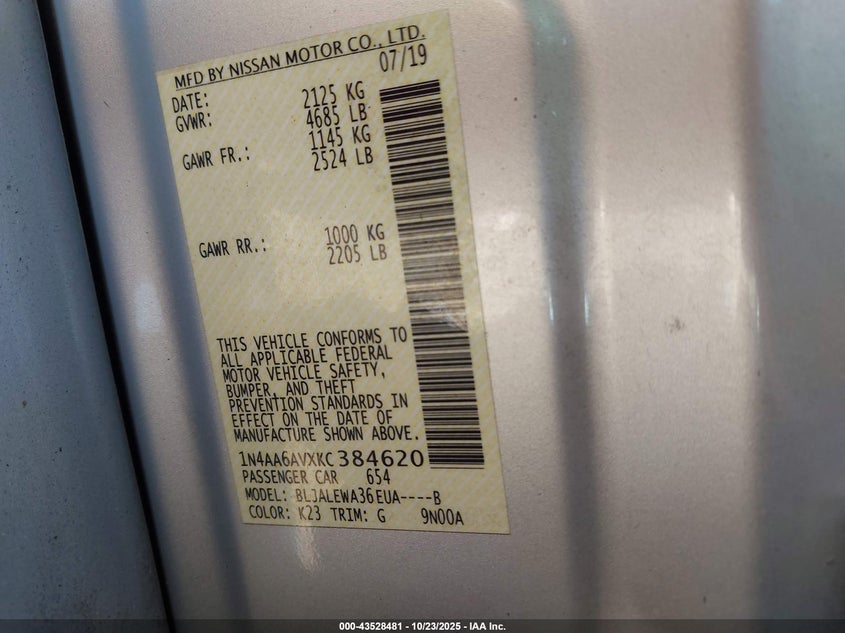 MFD BY NISSAN MOTOR CO., LTD.
DATE: 07/19
GVWR: 2125 KG
4685 LB
GAWR FR.: 1145 KG
2524 LB
GAWR RR.: 1000 KG
2205 LB
THIS VEHICLE CONFORMS TO
ALL APPLICABLE FEDERAL
MOTOR VEHICLE SAFETY,
BUMPER, AND THEFT
PREVENTION STANDARDS IN
EFFECT ON THE DATE OF
MANUFACTURE SHOWN ABOVE.
1N4AA6AVXKC384620
PASSENGER CAR 654
MODEL: BLJALEWA36EUA----B
COLOR: K23 TRIM: G 9N00A
000-43528481 - 10/23/2025 - IAA Inc.